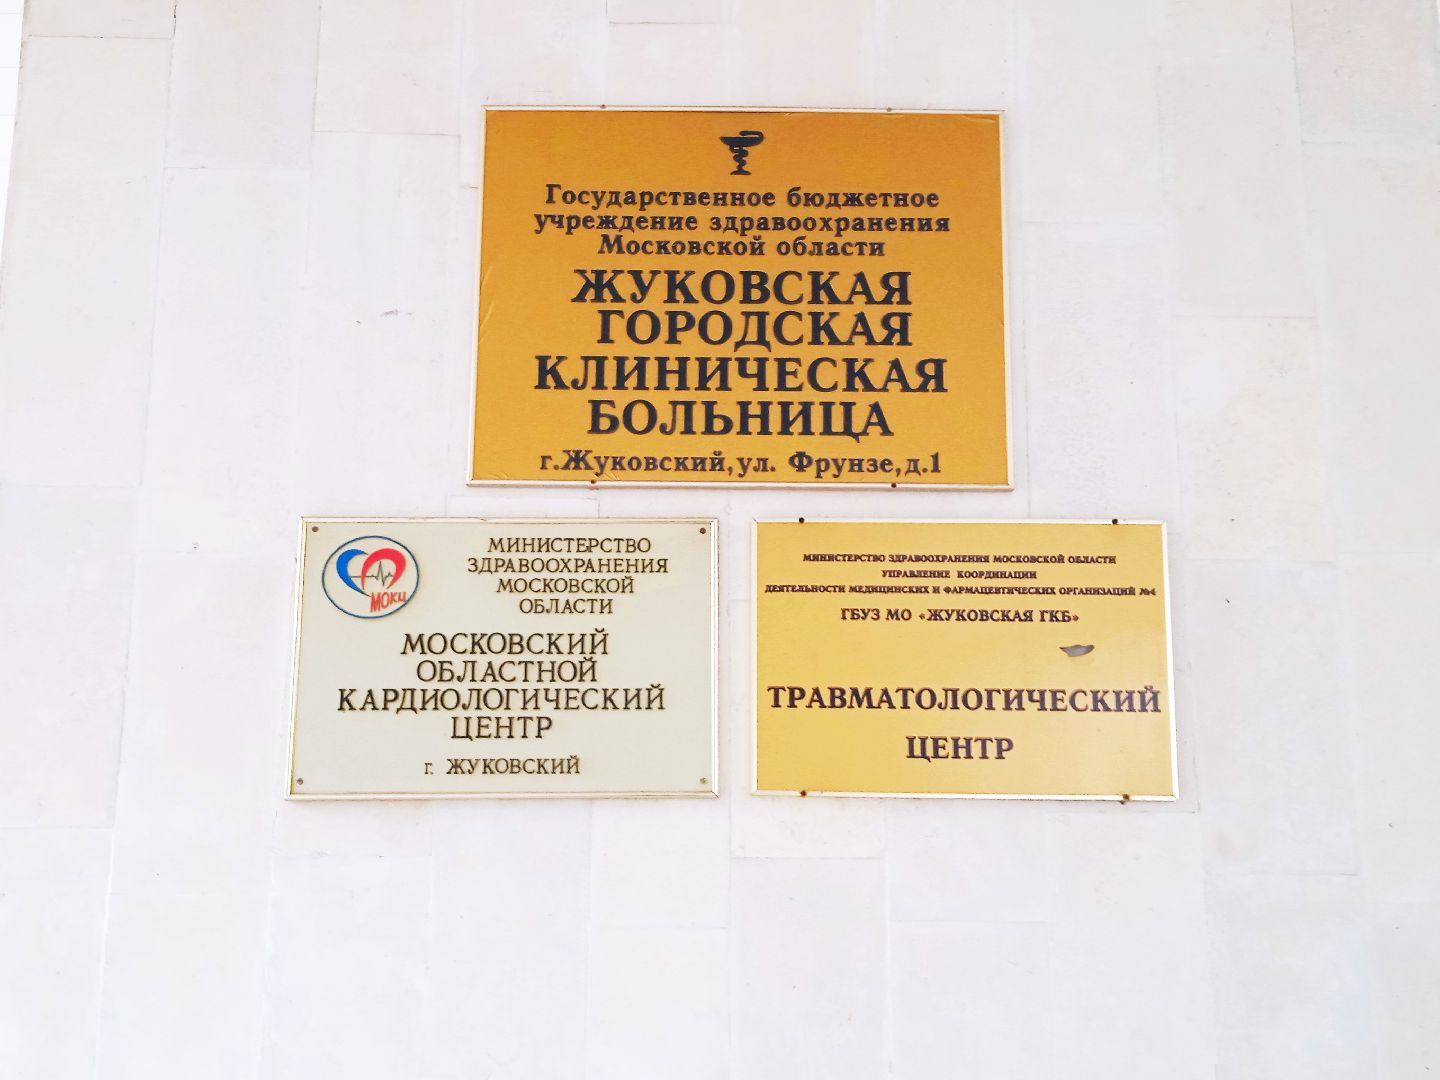 Государственное бюджетное
учреждение здравоохранения
Московской области
ЖУКОВСКАЯ
ГОРОДСКАЯ
КЛИНИЧЕСКАЯ
БОЛЬНИЦА
г.Жуковский, ул. Фрунзе, д.1
МОКЦ
МИНИСТЕРСТВО
ЗДРАВООХРАНЕНИЯ
МОСКОВСКОЙ
ОБЛАСТИ
МОСКОВСКИЙ
ОБЛАСТНОЙ
КАРДИОЛОГИЧЕСКИЙ
ЦЕНТР
г. ЖУКОВСКИЙ
МИНИСТЕРСТВО ЗДРАВООХРАНЕНИЯ МОСКОВСКОЙ ОБЛАСТИ
УПРАВЛЕНИЕ КООРДИНАЦИИ
ДЕЯТЕЛЬНОСТИ МЕДИЦИНСКИХ И ФАРМАЦЕВТИЧЕСКИХ ОРГАНИЗАЦИЙ №4
ГБУЗ МО «ЖУКОВСКАЯ ГКБ»
ТРАВМАТОЛОГИЧЕСКИЙ
ЦЕНТР